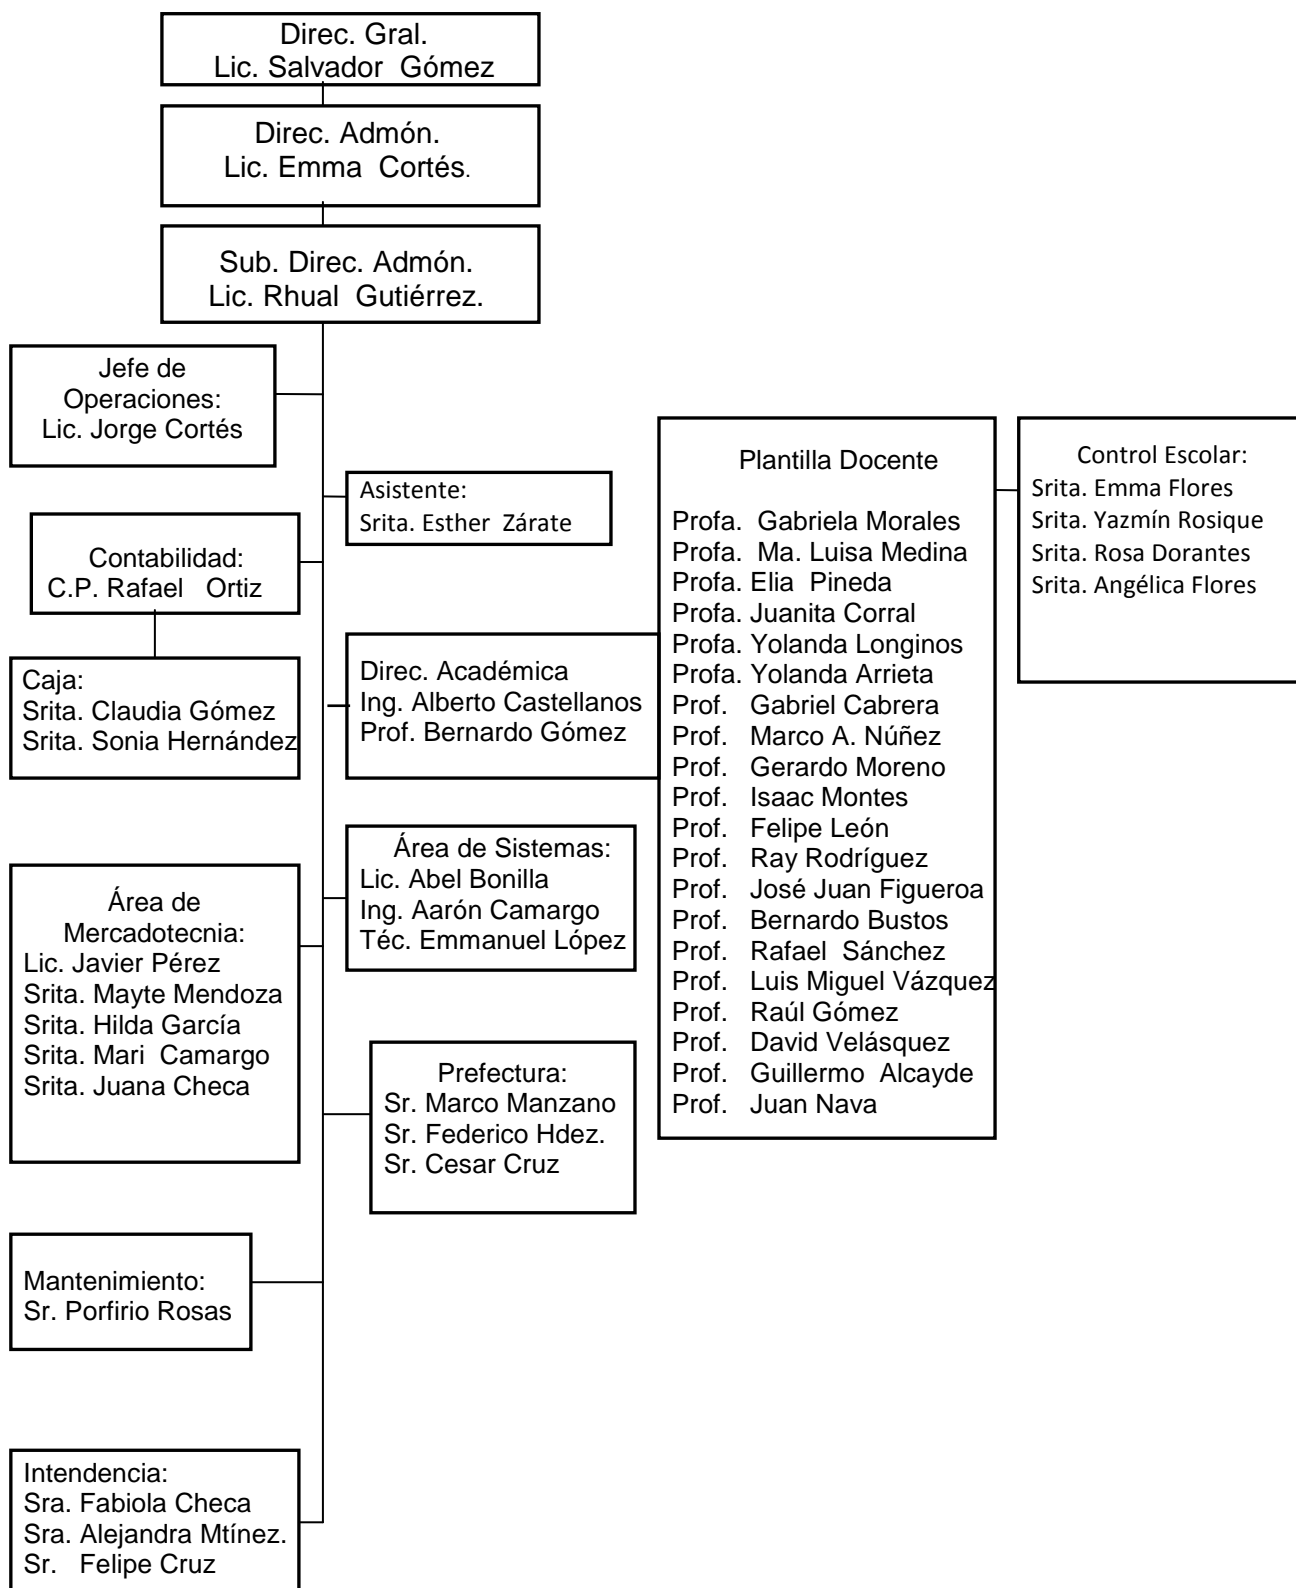 Direc. Gral.
Lic. Salvador Gómez
Direc. Admón.
Lic. Emma Cortés.
Sub. Direc. Admón.
Lic. Rhual Gutiérrez.
Jefe de
Operaciones:
Lic. Jorge Cortés
Asistente:
Srita. Esther Zárate
Contabilidad:
C.P. Rafael Ortiz
Caja:
Srita. Claudia Gómez
Srita. Sonia Hernández
Direc. Académica
Ing. Alberto Castellanos
Prof. Bernardo Gómez
Plantilla Docente
Profa. Gabriela Morales
Profa. Ma. Luisa Medina
Profa. Elia Pineda
Profa. Juanita Corral
Profa. Yolanda Longinos
Profa. Yolanda Arrieta
Prof. Gabriel Cabrera
Prof. Marco A. Núñez
Prof. Gerardo Moreno
Prof. Isaac Montes
Prof. Felipe León
Prof. Ray Rodríguez
Prof. José Juan Figueroa
Prof. Bernardo Bustos
Prof. Rafael Sánchez
Prof. Luis Miguel Vázquez
Prof. Raúl Gómez
Prof. David Velásquez
Prof. Guillermo Alcayde
Prof. Juan Nava
Control Escolar:
Srita. Emma Flores
Srita. Yazmín Rosique
Srita. Rosa Dorantes
Srita. Angélica Flores
Área de Sistemas:
Lic. Abel Bonilla
Ing. Aarón Camargo
Téc. Emmanuel López
Área de
Mercadotecnia:
Lic. Javier Pérez
Srita. Mayte Mendoza
Srita. Hilda García
Srita. Mari Camargo
Srita. Juana Checa
Prefectura:
Sr. Marco Manzano
Sr. Federico Hdez.
Sr. Cesar Cruz
Mantenimiento:
Sr. Porfirio Rosas
Intendencia:
Sra. Fabiola Checa
Sra. Alejandra Mtínez.
Sr. Felipe Cruz